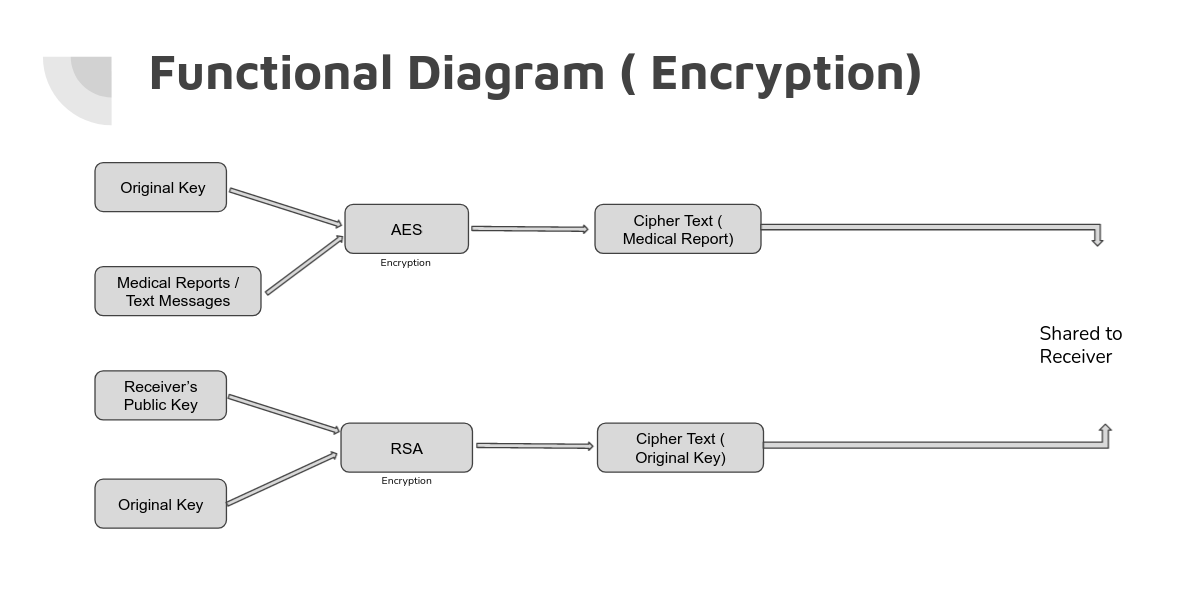 Functional Diagram ( Encryption)
Original Key
AES
Encryption
Cipher Text (
Medical Report)
Medical Reports /
Text Messages
Shared to
Receiver
Receiver’s
Public Key
RSA
Encryption
Cipher Text (
Original Key)
Original Key